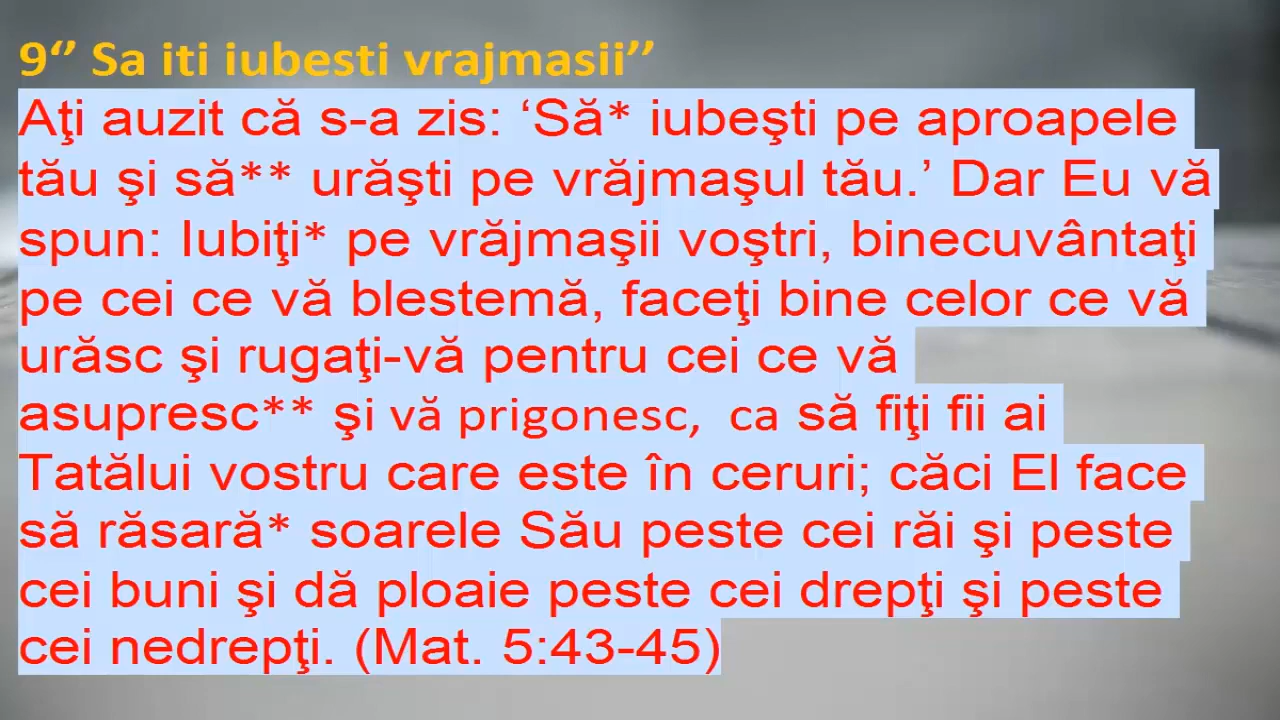 9‘’ Sa iti iubesti vrajmasii’’
Aţi auzit că s-a zis: ‘Să* iubeşti pe aproapele
tău şi să** urăşti pe vrăjmaşul tău.’ Dar Eu vă
spun: Iubiţi* pe vrăjmaşii voştri, binecuvântaţi
pe cei ce vă blestemă, faceţi bine celor ce vă
urăsc şi rugaţi-vă pentru cei ce vă
asupresc** şi vă prigonesc, ca să fiţi fii ai
Tatălui vostru care este în ceruri; căci El face
să răsară* soarele Său peste cei răi şi peste
cei buni şi dă ploaie peste cei drepţi şi peste
cei nedrepţi. (Mat. 5:43-45)